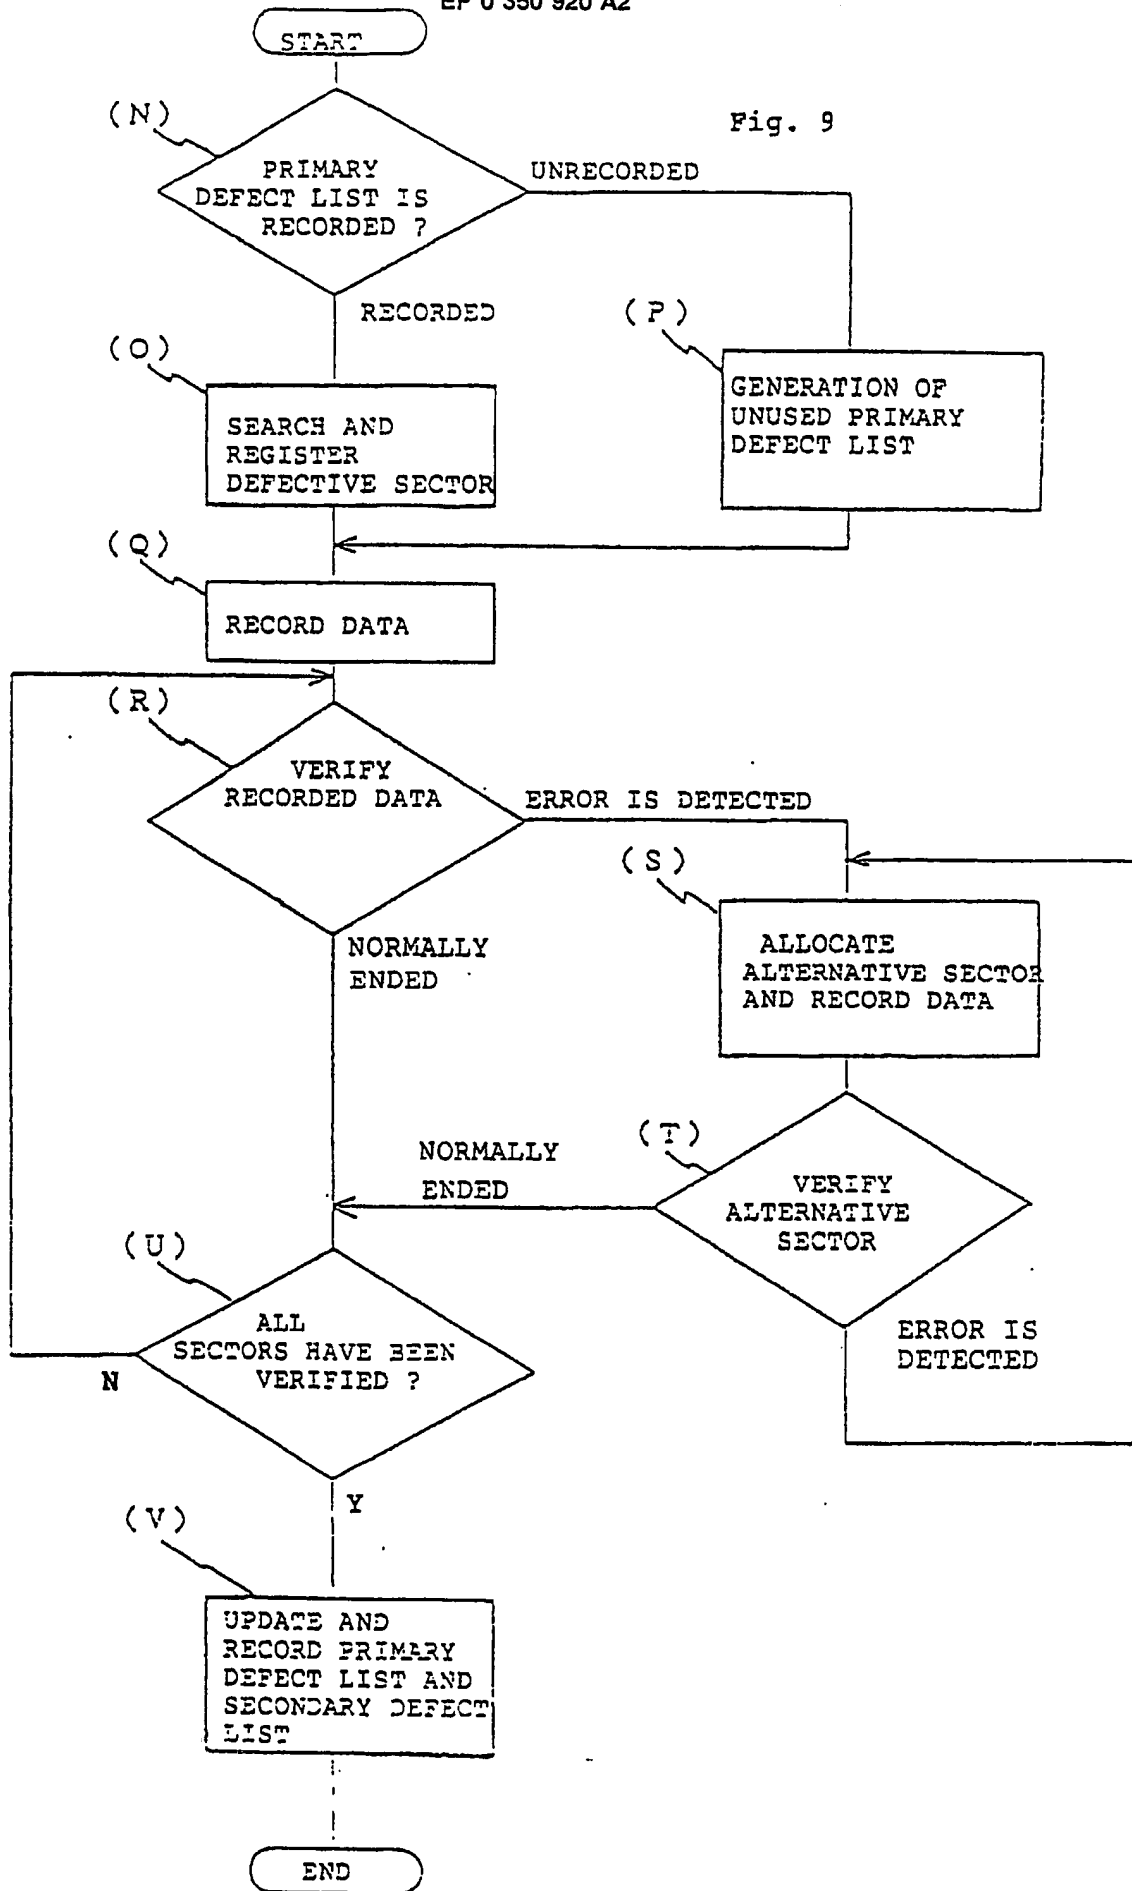 EP 0 350 920 A2
START
(N)
Fig. 9
PRIMARY
DEFECT LIST IS
RECORDED ?
UNRECORDED
RECORDED
(O)
(P)
SEARCH AND
REGISTER
DEFECTIVE SECTOR
GENERATION OF
UNUSED PRIMARY
DEFECT LIST
(Q)
RECORD DATA
(R)
VERIFY
RECORDED DATA
ERROR IS DETECTED
(S)
NORMALLY
ENDED
ALLOCATE
ALTERNATIVE SECTOR
AND RECORD DATA
(T)
NORMALLY
ENDED
VERIFY
ALTERNATIVE
SECTOR
(U)
ALL
SECTORS HAVE BEEN
VERIFIED ?
N
ERROR IS
DETECTED
Y
(V)
UPDATE AND
RECORD PRIMARY
DEFECT LIST AND
SECONDARY DEFECT
LIST
END